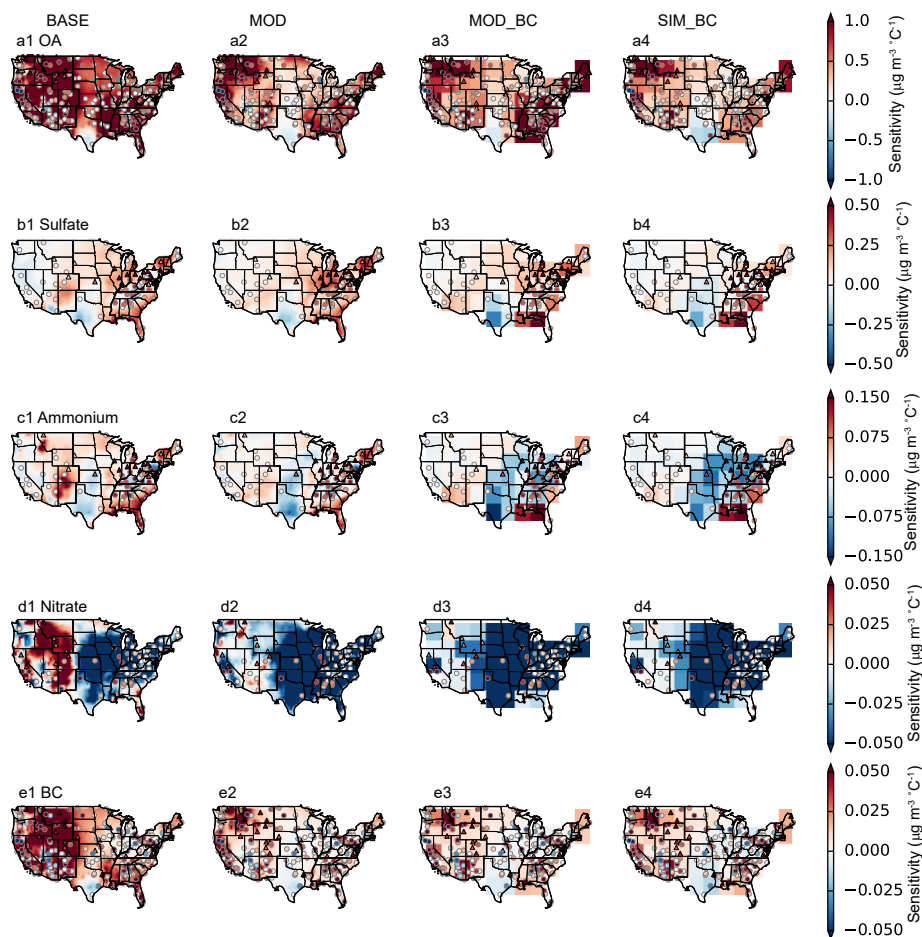 BASE MOD MOD_BC SIM_BC
a1 OA a2 a3 a4
1.0
0.5
0.0
−0.5
−1.0
Sensitivity (µg m⁻³ °C⁻¹)
b1 Sulfate b2 b3 b4
0.50
0.25
0.00
−0.25
−0.50
Sensitivity (µg m⁻³ °C⁻¹)
c1 Ammonium c2 c3 c4
0.150
0.075
0.000
−0.075
−0.150
Sensitivity (µg m⁻³ °C⁻¹)
d1 Nitrate d2 d3 d4
0.050
0.025
0.000
−0.025
−0.050
Sensitivity (µg m⁻³ °C⁻¹)
e1 BC e2 e3 e4
0.050
0.025
0.000
−0.025
−0.050
Sensitivity (µg m⁻³ °C⁻¹)